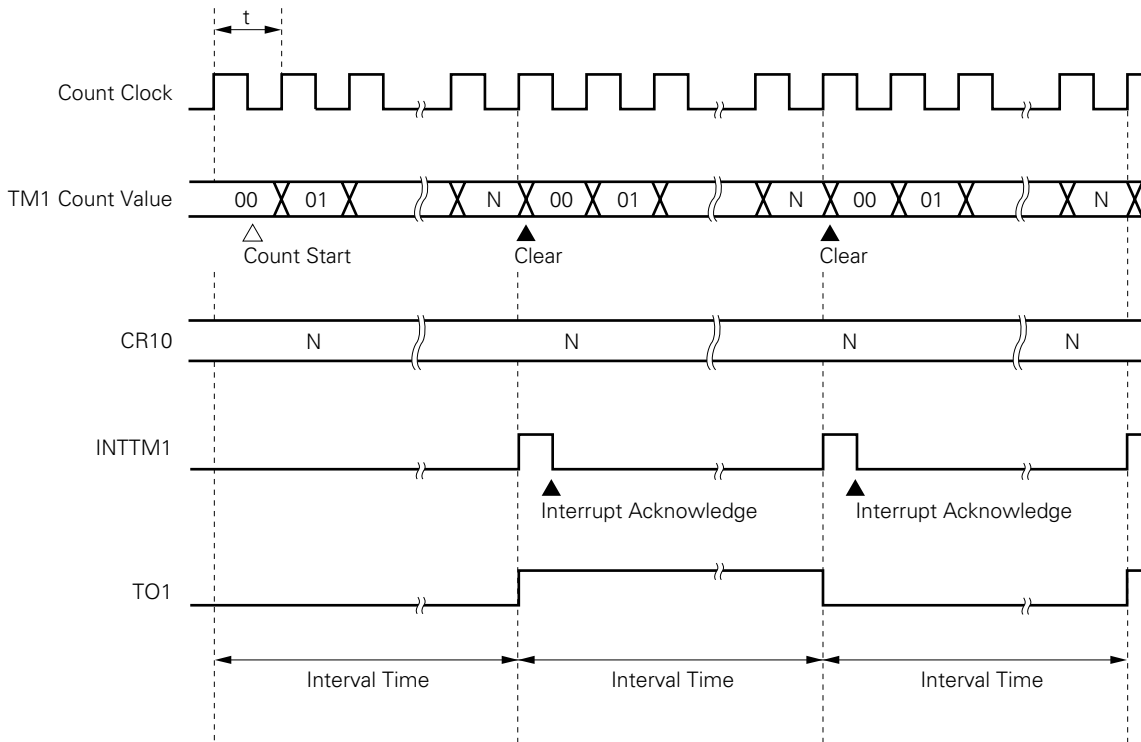 t
Count Clock
TM1 Count Value 00 01 N 00 01 N 00 01 N
Count Start Clear Clear
CR10 N N N N
INTTM1
Interrupt Acknowledge Interrupt Acknowledge
TO1
Interval Time Interval Time Interval Time